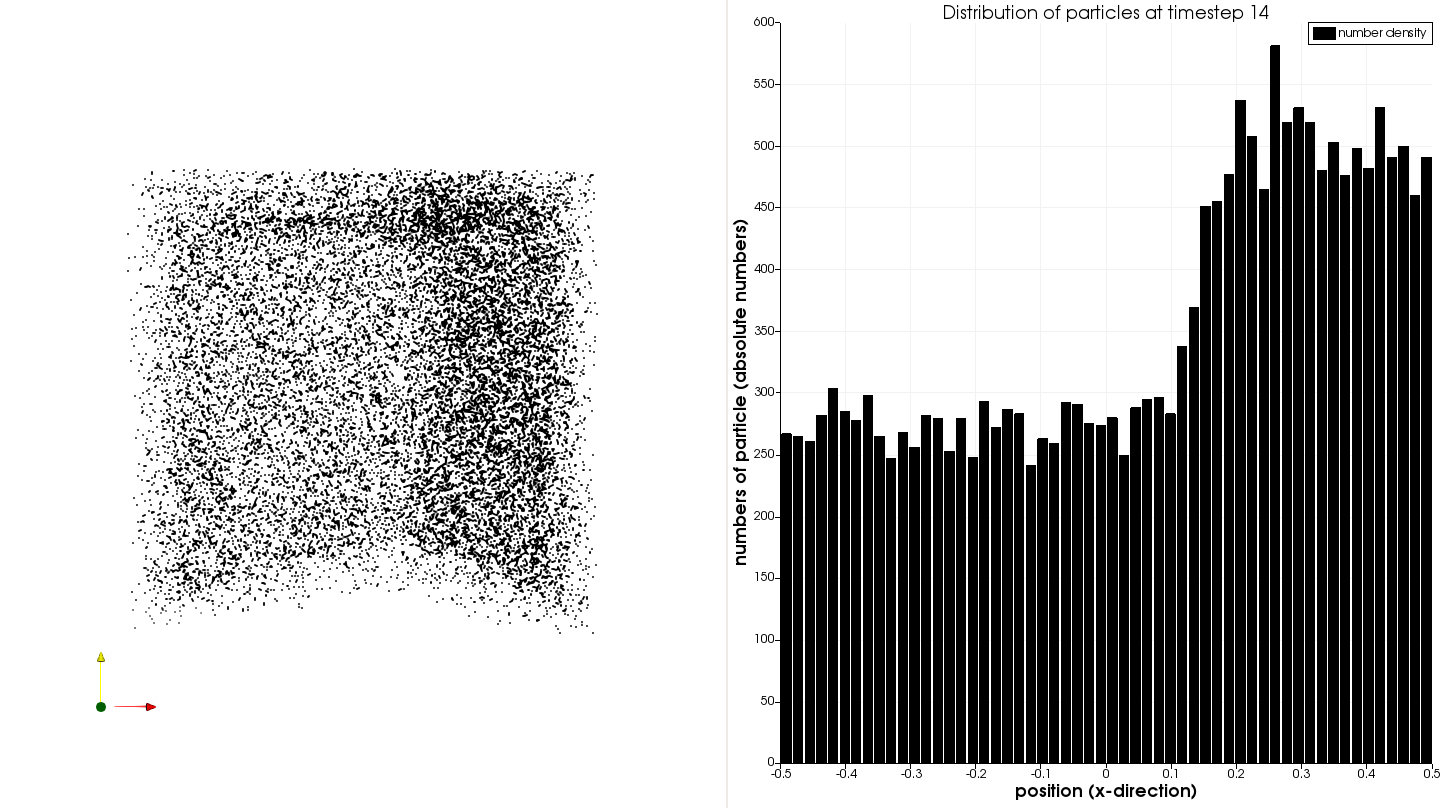 Distribution of particles at timestep 14
number density
numbers of particle (absolute numbers)
600
550
500
450
400
350
300
250
200
150
100
50
0
-0.5 -0.4 -0.3 -0.2 -0.1 0 0.1 0.2 0.3 0.4 0.5
position (x-direction)